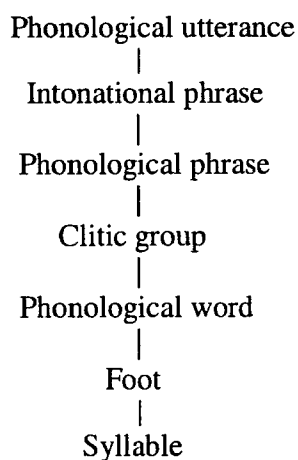 Phonological utterance
Intonational phrase
Phonological phrase
Clitic group
Phonological word
Foot
Syllable